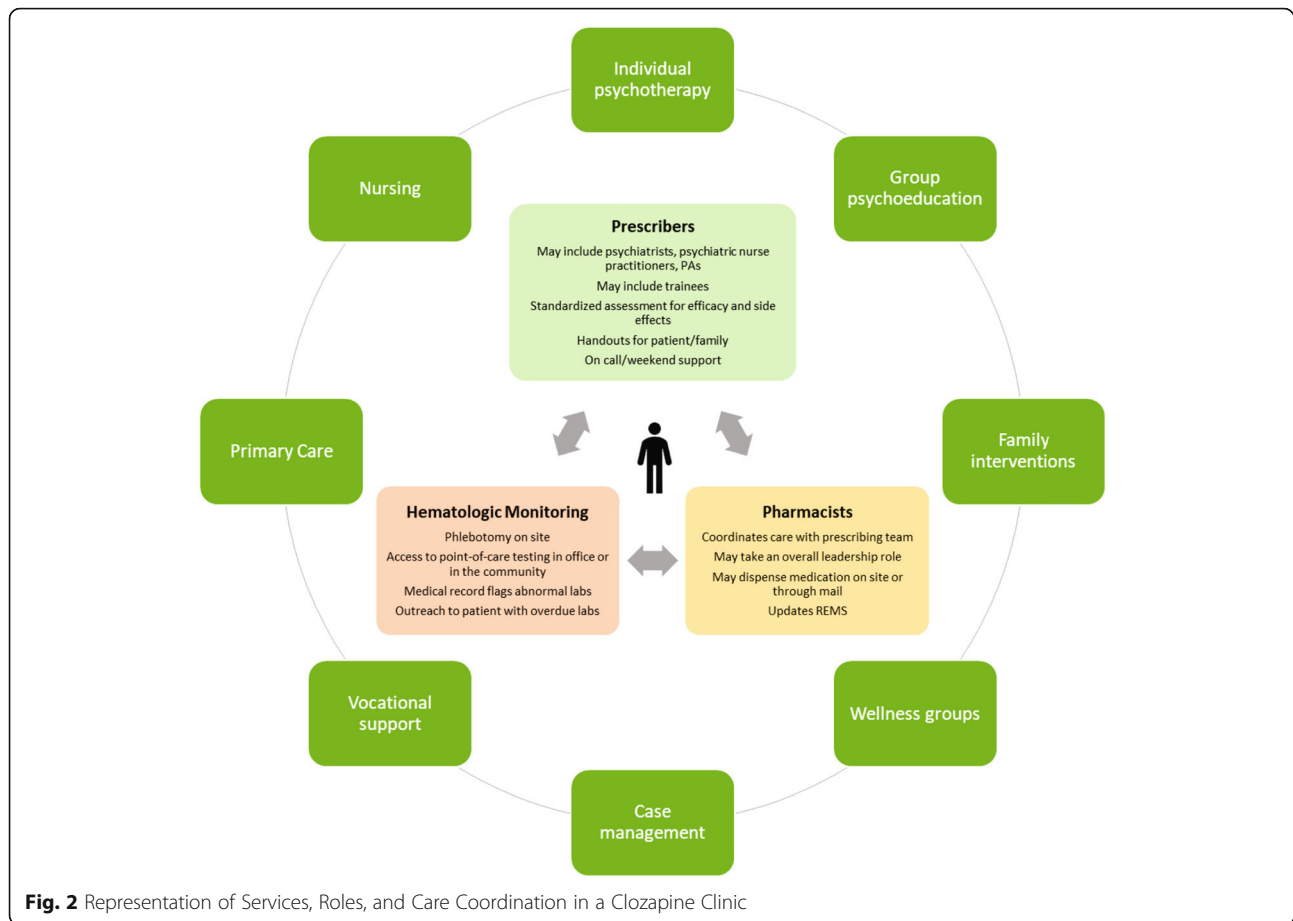 Individual
psychotherapy
Nursing
Group
psychoeducation
Prescribers
May include psychiatrists, psychiatric nurse
practitioners, PAs
May include trainees
Standardized assessment for efficacy and side
effects
Handouts for patient/family
On call/weekend support
Primary Care
Family
interventions
Hematologic Monitoring
Phlebotomy on site
Access to point-of-care testing in office or
in the community
Medical record flags abnormal labs
Outreach to patient with overdue labs
Pharmacists
Coordinates care with prescribing team
May take an overall leadership role
May dispense medication on site or
through mail
Updates REMS
Vocational
support
Wellness groups
Case
management
Fig. 2 Representation of Services, Roles, and Care Coordination in a Clozapine Clinic